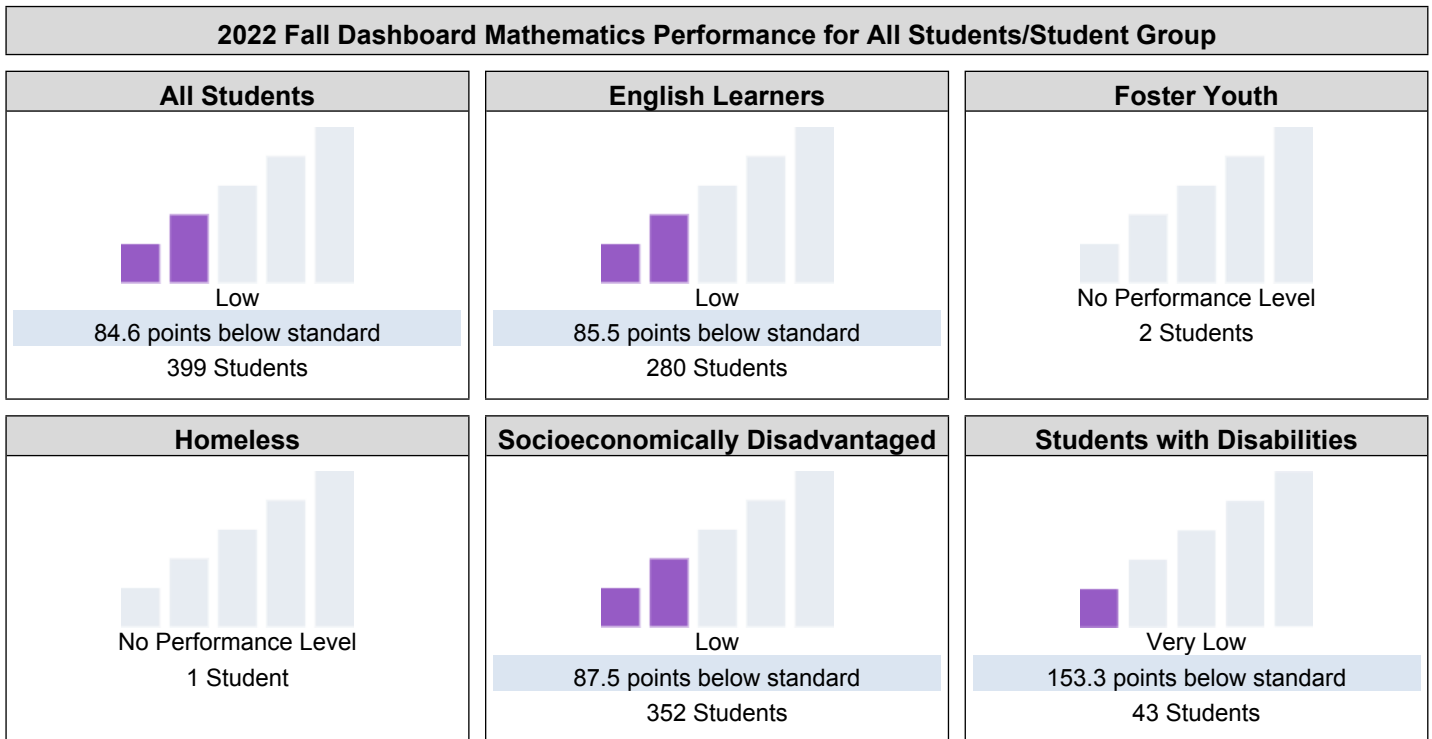 2022 Fall Dashboard Mathematics Performance for All Students/Student Group
All Students
Low
84.6 points below standard
399 Students
English Learners
Low
85.5 points below standard
280 Students
Foster Youth
No Performance Level
2 Students
Homeless
No Performance Level
1 Student
Socioeconomically Disadvantaged
Low
87.5 points below standard
352 Students
Students with Disabilities
Very Low
153.3 points below standard
43 Students